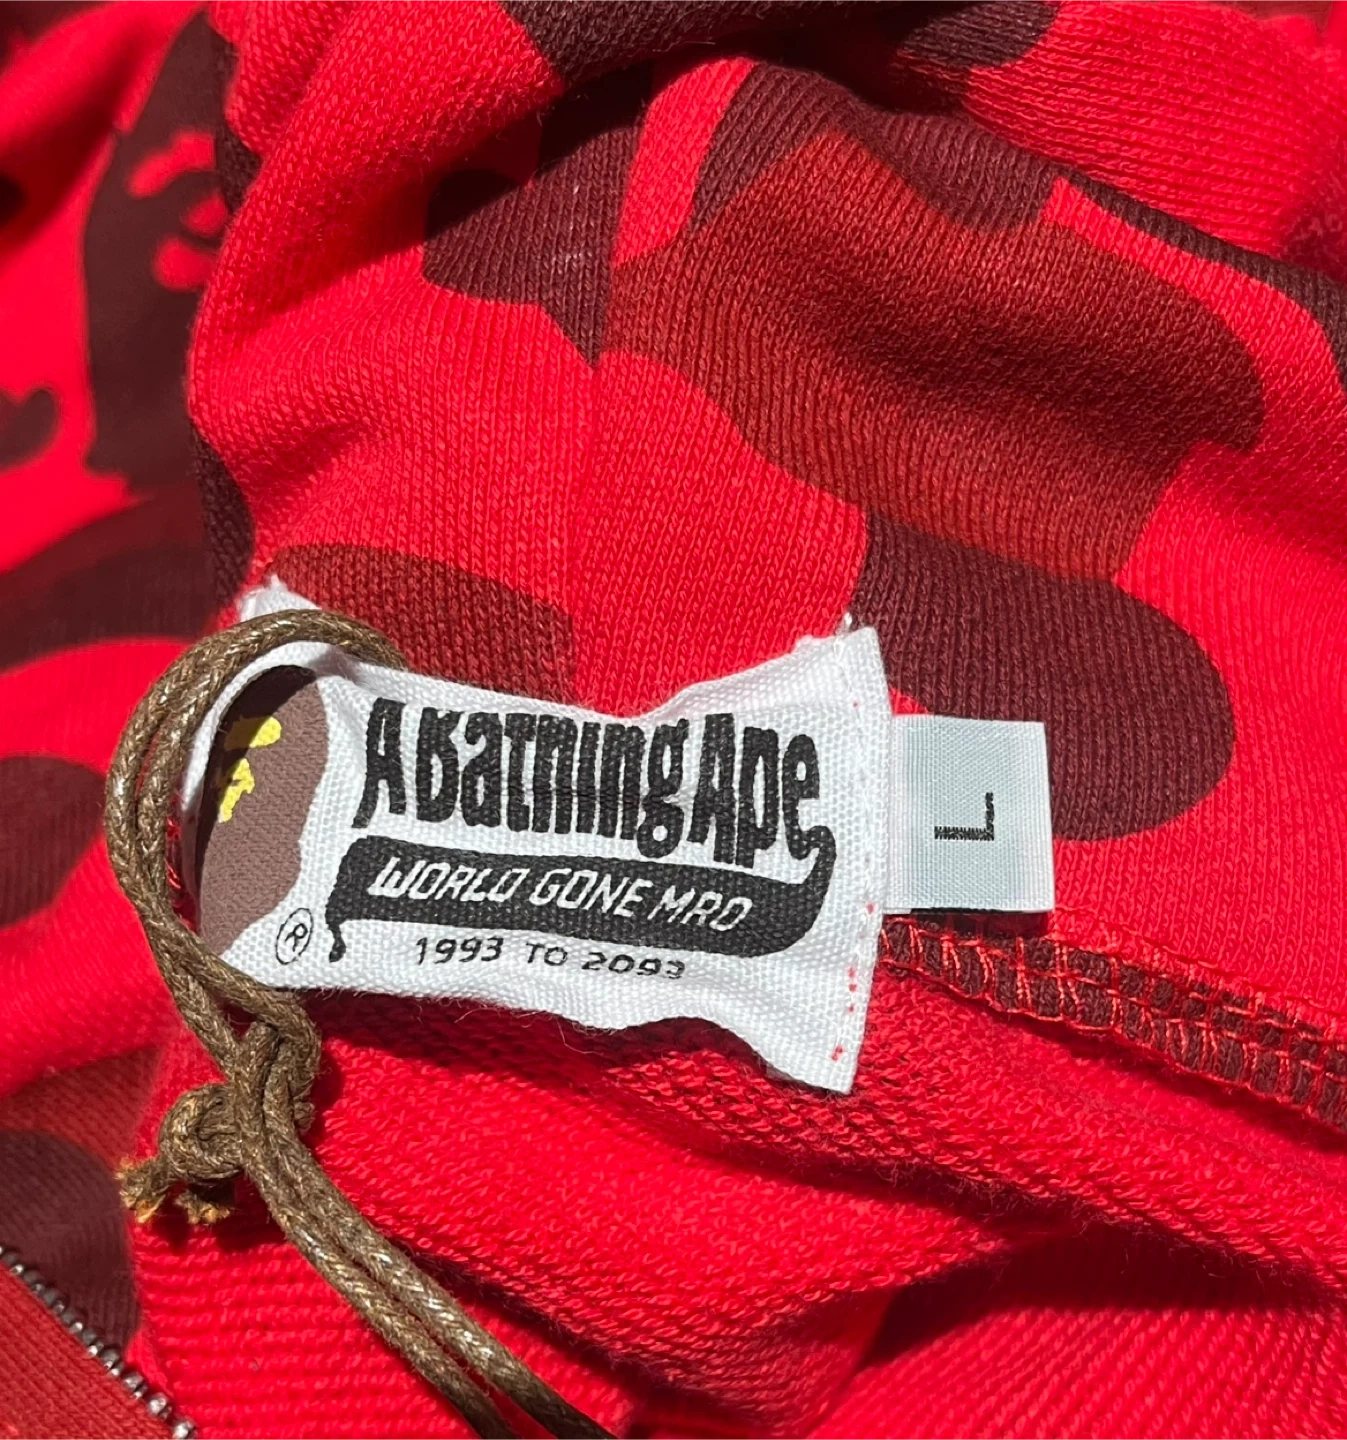 A Bathing Ape
WORLD GONE MAD
1993 TO 2093
®
L